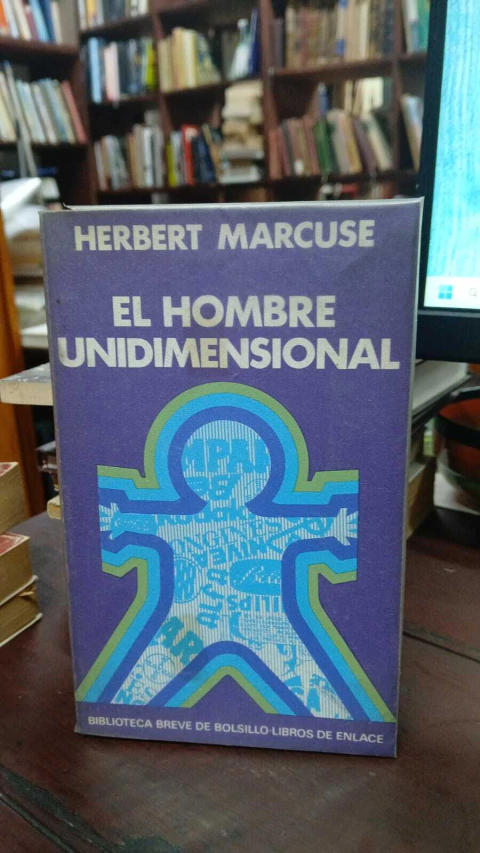 HERBERT MARCUSE
EL HOMBRE
UNIDIMENSIONAL
BIBLIOTECA BREVE DE BOLSILLO·LIBROS DE ENLACE